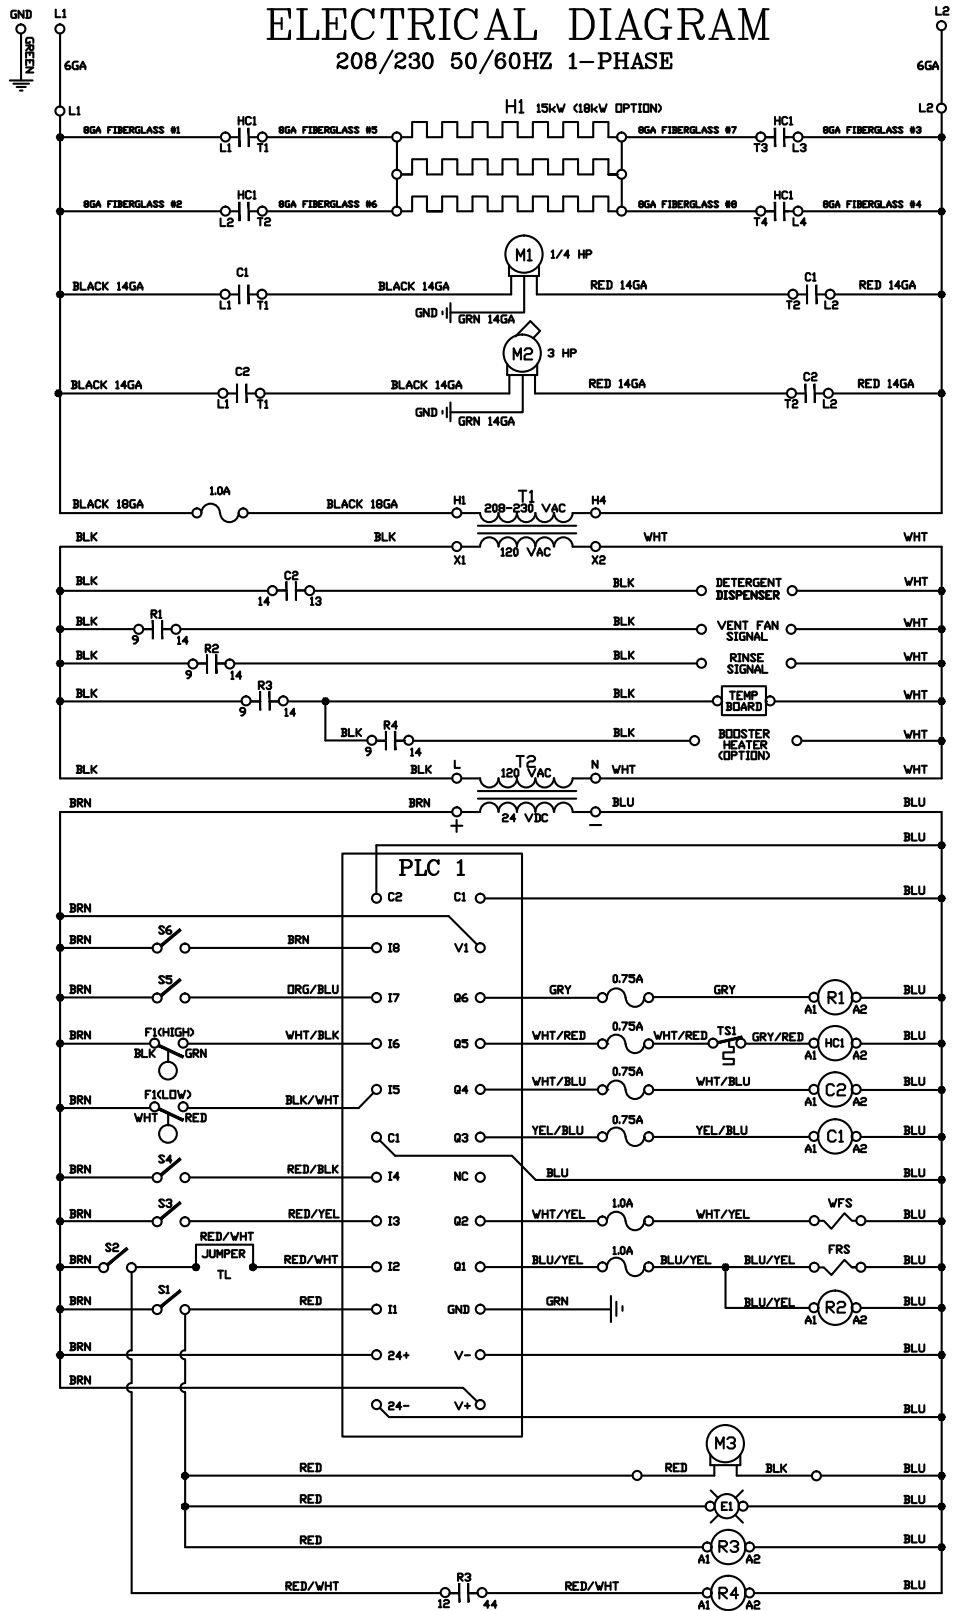 ELECTRICAL DIAGRAM
208/230 50/60HZ 1-PHASE
GND L1 L2
GREEN
6GA 6GA
L1 L2
H1 15kW (18kW OPTION)
8GA FIBERGLASS #1 HC1 8GA FIBERGLASS #5 8GA FIBERGLASS #7 HC1 8GA FIBERGLASS #3
L1 T1 T3 L3
8GA FIBERGLASS #2 HC1 8GA FIBERGLASS #6 8GA FIBERGLASS #8 HC1 8GA FIBERGLASS #4
L2 T2 T4 L4
M1 1/4 HP
BLACK 14GA C1 BLACK 14GA RED 14GA C1 RED 14GA
L1 T1 T2 L2
GND GRN 14GA
M2 3 HP
BLACK 14GA C2 BLACK 14GA RED 14GA C2 RED 14GA
L1 T1 T2 L2
GND GRN 14GA
BLACK 18GA 1.0A BLACK 18GA H1 T1 H4
208-230 VAC
BLK BLK 120 VAC WHT WHT
X1 X2
BLK C2 BLK DETERGENT DISPENSER WHT
14 13
BLK R1 BLK VENT FAN SIGNAL WHT
9 14
BLK R2 BLK RINSE SIGNAL WHT
9 14
BLK R3 BLK TEMP BOARD WHT
9 14
BLK R4 BLK BOOSTER HEATER (OPTION) WHT
9 14
BLK BLK L T2 N WHT WHT
120 VAC
BRN BRN 24 VDC BLU BLU
+ −
BLU
PLC 1
C2 C1 BLU
BRN
BRN S6 BRN I8 V1
BRN S5 ORG/BLU I7 Q6 GRY 0.75A GRY R1 BLU
A1 A2
BRN F1(HIGH) WHT/BLK I6 Q5 WHT/RED 0.75A WHT/RED TS1 GRY/RED HC1 BLU
BLK GRN A1 A2
I5 Q4 WHT/BLU 0.75A WHT/BLU C2 BLU
A1 A2
BRN F1(LOW) BLK/WHT
WHT RED
C1 Q3 YEL/BLU 0.75A YEL/BLU C1 BLU
A1 A2
BRN S4 RED/BLK I4 NC BLU BLU
BRN S3 RED/YEL I3 Q2 WHT/YEL 1.0A WHT/YEL WFS BLU
RED/WHT
BRN S2 JUMPER RED/WHT I2 Q1 BLU/YEL 1.0A BLU/YEL BLU/YEL FRS BLU
TL
BRN S1 RED I1 GND GRN BLU/YEL R2 BLU
A1 A2
BRN 24+ V- BLU
BRN
24- V+ BLU
M3
RED RED BLK BLU
RED E1 BLU
RED R3 BLU
A1 A2
RED/WHT R3 RED/WHT R4 BLU
12 44 A1 A2